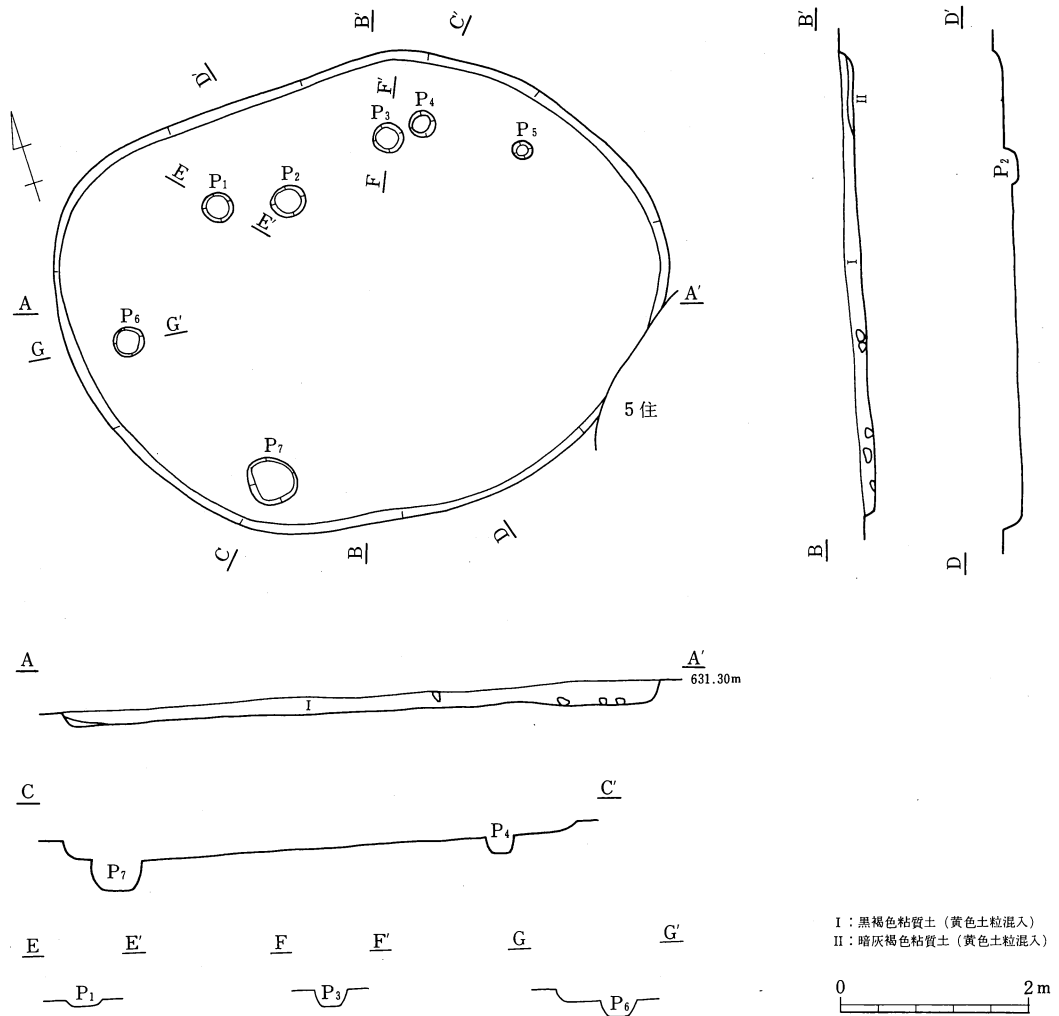 B' C'
D'
F'
P₃ P₄
P₅
E P₁ P₂
F
E'
A A'
P₆ G'
G
5 住
P₇
C B D
B' D'
II
P₂
I
B D
A A'
631.30m
I
C C'
P₄
P₇
E E' F F' G G'
P₁ P₃ P₆
I：黒褐色粘質土（黄色土粒混入）
II：暗灰褐色粘質土（黄色土粒混入）
0 2 m